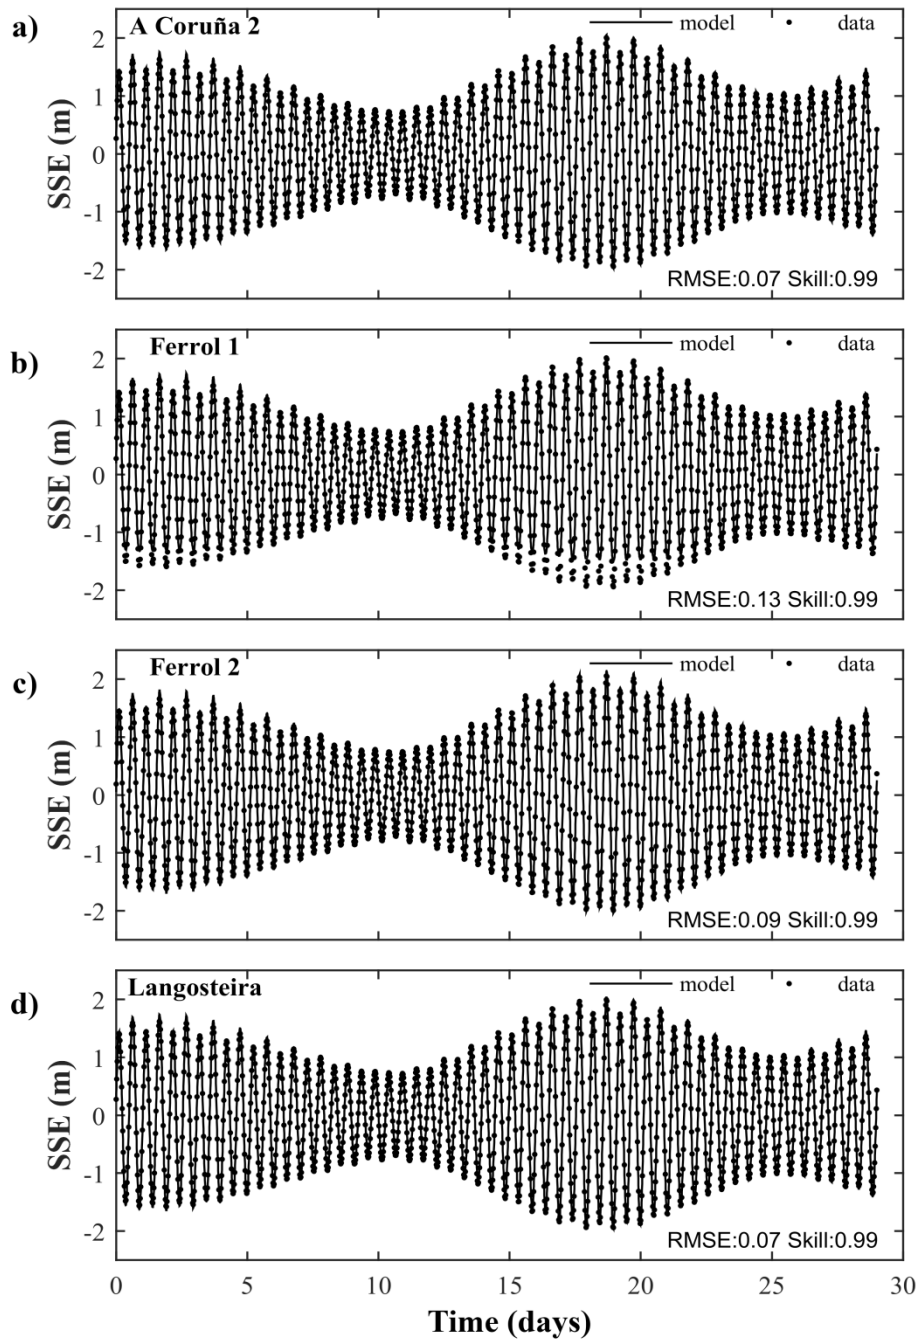 a)
A Coruña 2
model
data
2
1
0
-1
-2
SSE (m)
RMSE:0.07 Skill:0.99
b)
Ferrol 1
model
data
2
1
0
-1
-2
SSE (m)
RMSE:0.13 Skill:0.99
c)
Ferrol 2
model
data
2
1
0
-1
-2
SSE (m)
RMSE:0.09 Skill:0.99
d)
Langosteira
model
data
2
1
0
-1
-2
SSE (m)
RMSE:0.07 Skill:0.99
0 5 10 15 20 25 30
Time (days)